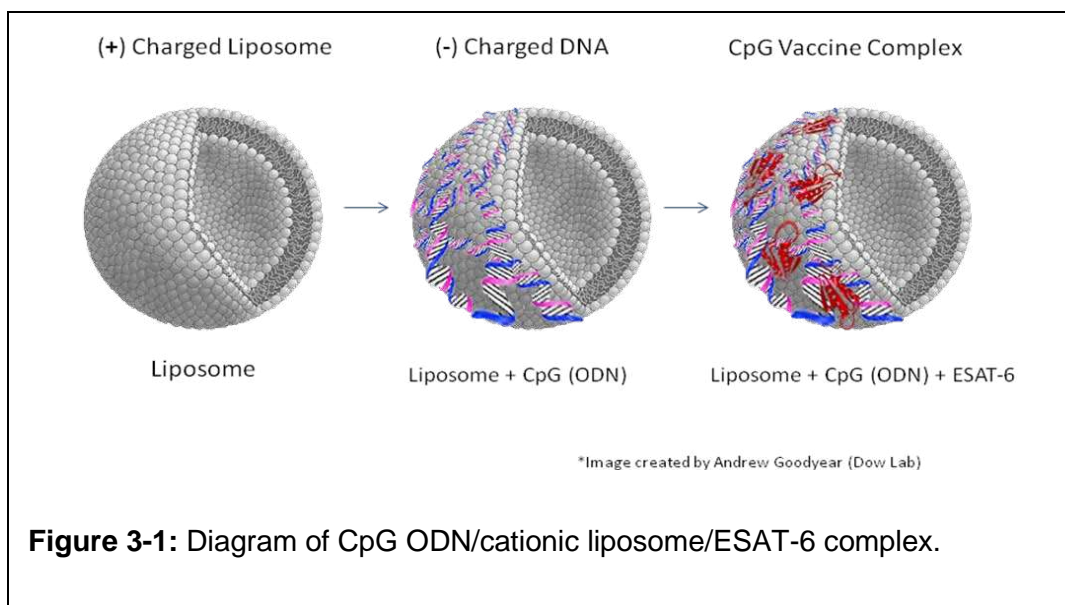 (+) Charged Liposome
(-) Charged DNA
CpG Vaccine Complex
Liposome
Liposome + CpG (ODN)
Liposome + CpG (ODN) + ESAT-6
*Image created by Andrew Goodyear (Dow Lab)
Figure 3-1: Diagram of CpG ODN/cationic liposome/ESAT-6 complex.